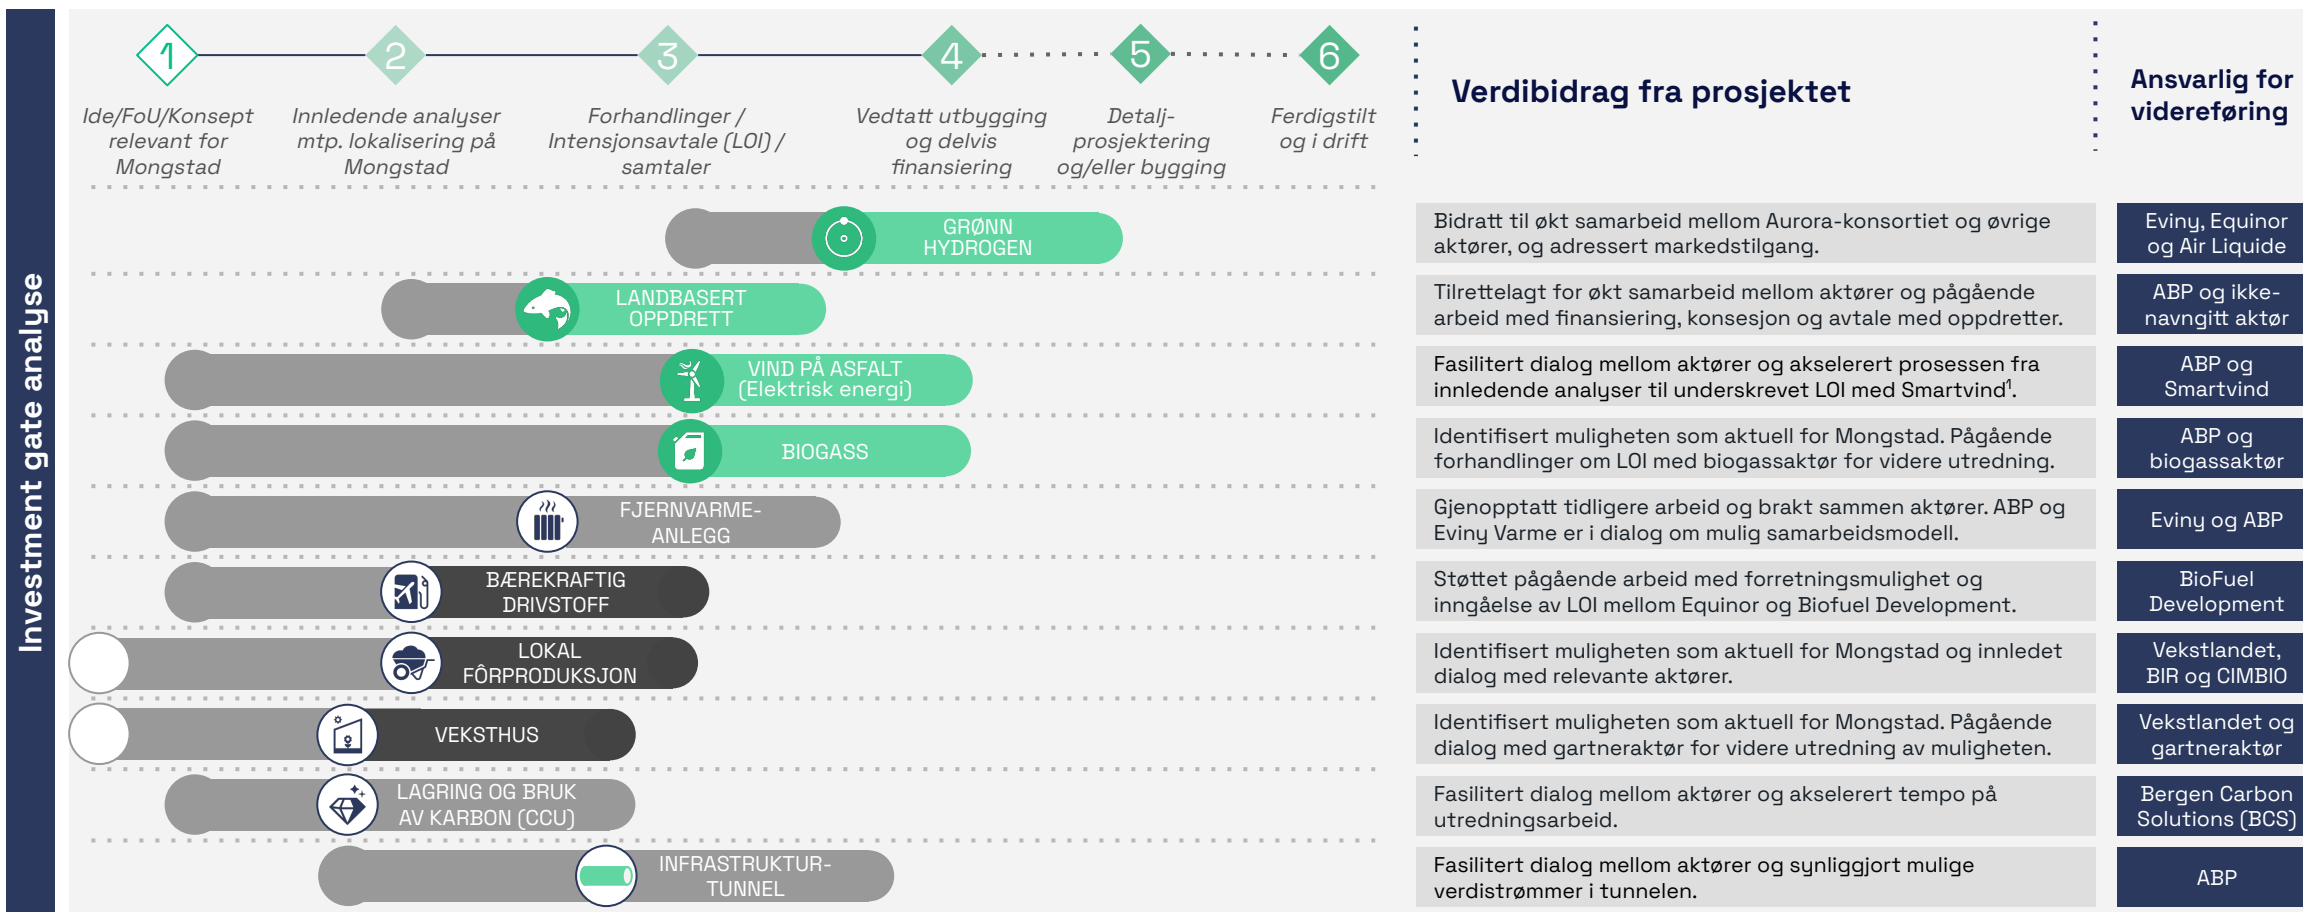 Investment gate analyse
1
2
3
4
5
6
Ide/FoU/Konsept
relevant for
Mongstad
Innledende analyser
mtp. lokalisering på
Mongstad
Forhandlinger /
Intensjonsavtale (LOI) /
samtaler
Vedtatt utbygging
og delvis
finansiering
Detalj-
prosjektering
og/eller bygging
Ferdigstilt
og i drift
Verdibidrag fra prosjektet
Ansvarlig for
videreføring
GRØNN
HYDROGEN
Bidratt til økt samarbeid mellom Aurora-konsortiet og øvrige
aktører, og adressert markedstilgang.
Eviny, Equinor
og Air Liquide
LANDBASERT
OPPDRETT
Tilrettelagt for økt samarbeid mellom aktører og pågående
arbeid med finansiering, konsesjon og avtale med oppdretter.
ABP og ikke-
navngitt aktør
VIND PÅ ASFALT
(Elektrisk energi)
Fasilitert dialog mellom aktører og akselerert prosessen fra
innledende analyser til underskrevet LOI med Smartvind¹.
ABP og
Smartvind
BIOGASS
Identifisert muligheten som aktuell for Mongstad. Pågående
forhandlinger om LOI med biogassaktør for videre utredning.
ABP og
biogassaktør
FJERNVARME-
ANLEGG
Gjenopptatt tidligere arbeid og brakt sammen aktører. ABP og
Eviny Varme er i dialog om mulig samarbeidsmodell.
Eviny og ABP
BÆREKRAFTIG
DRIVSTOFF
Støttet pågående arbeid med forretningsmulighet og
inngåelse av LOI mellom Equinor og Biofuel Development.
BioFuel
Development
LOKAL
FÔRPRODUKSJON
Identifisert muligheten som aktuell for Mongstad og innledet
dialog med relevante aktører.
Vekstlandet,
BIR og CIMBIO
VEKSTHUS
Identifisert muligheten som aktuell for Mongstad. Pågående
dialog med gartneraktør for videre utredning av muligheten.
Vekstlandet og
gartneraktør
LAGRING OG BRUK
AV KARBON (CCU)
Fasilitert dialog mellom aktører og akselerert tempo på
utredningsarbeid.
Bergen Carbon
Solutions (BCS)
INFRASTRUKTUR-
TUNNEL
Fasilitert dialog mellom aktører og synliggjort mulige
verdistrømmer i tunnelen.
ABP